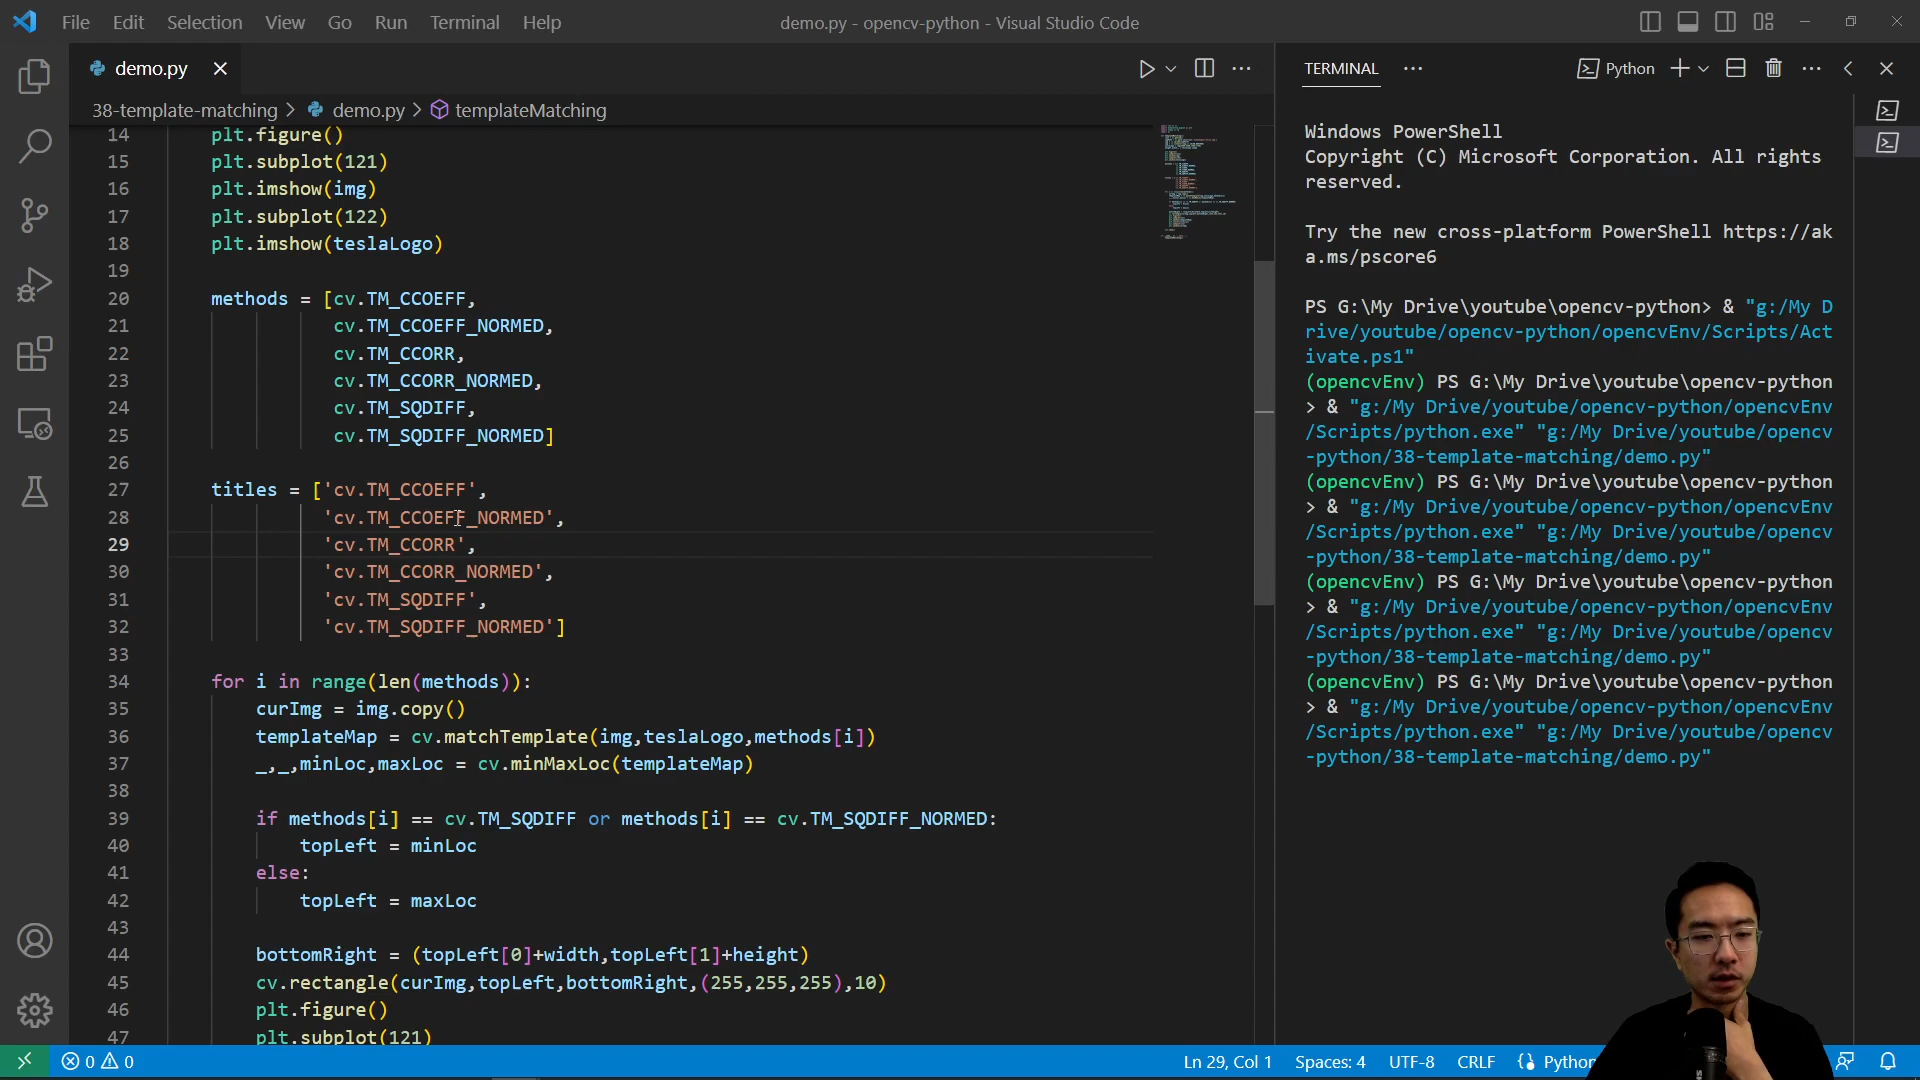 File Edit Selection View Go Run Terminal Help
demo.py - opencv-python - Visual Studio Code
demo.py
38-template-matching > demo.py > templateMatching
14 plt.figure()
15 plt.subplot(121)
16 plt.imshow(img)
17 plt.subplot(122)
18 plt.imshow(teslaLogo)
19
20 methods = [cv.TM_CCOEFF,
21 cv.TM_CCOEFF_NORMED,
22 cv.TM_CCORR,
23 cv.TM_CCORR_NORMED,
24 cv.TM_SQDIFF,
25 cv.TM_SQDIFF_NORMED]
26
27 titles = ['cv.TM_CCOEFF',
28 'cv.TM_CCOEFF_NORMED',
29 'cv.TM_CCORR',
30 'cv.TM_CCORR_NORMED',
31 'cv.TM_SQDIFF',
32 'cv.TM_SQDIFF_NORMED']
33
34 for i in range(len(methods)):
35 curImg = img.copy()
36 templateMap = cv.matchTemplate(img,teslaLogo,methods[i])
37 _,_,minLoc,maxLoc = cv.minMaxLoc(templateMap)
38
39 if methods[i] == cv.TM_SQDIFF or methods[i] == cv.TM_SQDIFF_NORMED:
40 topLeft = minLoc
41 else:
42 topLeft = maxLoc
43
44 bottomRight = (topLeft[0]+width,topLeft[1]+height)
45 cv.rectangle(curImg,topLeft,bottomRight,(255,255,255),10)
46 plt.figure()
47 plt.subplot(121)
TERMINAL
Python
Windows PowerShell
Copyright (C) Microsoft Corporation. All rights
reserved.
Try the new cross-platform PowerShell https://ak
a.ms/pscore6
PS G:\My Drive\youtube\opencv-python> & "g:/My D
rive/youtube/opencv-python/opencvEnv/Scripts/Act
ivate.ps1"
(opencvEnv) PS G:\My Drive\youtube\opencv-python
> & "g:/My Drive/youtube/opencv-python/opencvEnv
/Scripts/python.exe" "g:/My Drive/youtube/opencv
-python/38-template-matching/demo.py"
(opencvEnv) PS G:\My Drive\youtube\opencv-python
> & "g:/My Drive/youtube/opencv-python/opencvEnv
/Scripts/python.exe" "g:/My Drive/youtube/opencv
-python/38-template-matching/demo.py"
(opencvEnv) PS G:\My Drive\youtube\opencv-python
> & "g:/My Drive/youtube/opencv-python/opencvEnv
/Scripts/python.exe" "g:/My Drive/youtube/opencv
-python/38-template-matching/demo.py"
(opencvEnv) PS G:\My Drive\youtube\opencv-python
> & "g:/My Drive/youtube/opencv-python/opencvEnv
/Scripts/python.exe" "g:/My Drive/youtube/opencv
-python/38-template-matching/demo.py"
0 0 Ln 29, Col 1 Spaces: 4 UTF-8 CRLF Python